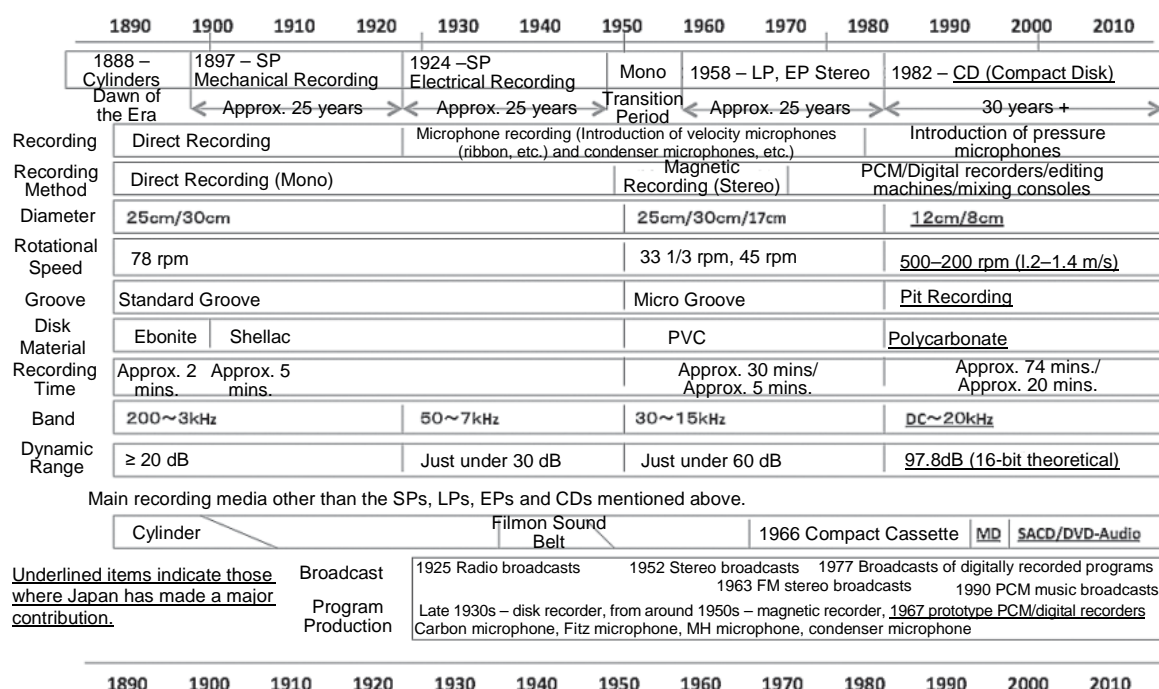 1890 1900 1910 1920 1930 1940 1950 1960 1970 1980 1990 2000 2010
1888 –
Cylinders
1897 – SP
Mechanical Recording
1924 –SP
Electrical Recording
Mono
1958 – LP, EP Stereo
1982 – CD (Compact Disk)
Dawn of
the Era
Approx. 25 years
Approx. 25 years
Transition
Period
Approx. 25 years
30 years +
Recording
Direct Recording
Microphone recording (Introduction of velocity microphones
(ribbon, etc.) and condenser microphones, etc.)
Introduction of pressure
microphones
Recording
Method
Direct Recording (Mono)
Magnetic
Recording (Stereo)
PCM/Digital recorders/editing
machines/mixing consoles
Diameter
25cm/30cm
25cm/30cm/17cm
12cm/8cm
Rotational
Speed
78 rpm
33 1/3 rpm, 45 rpm
500–200 rpm (l.2–1.4 m/s)
Groove
Standard Groove
Micro Groove
Pit Recording
Disk
Material
Ebonite
Shellac
PVC
Polycarbonate
Recording
Time
Approx. 2
mins.
Approx. 5
mins.
Approx. 30 mins/
Approx. 5 mins.
Approx. 74 mins./
Approx. 20 mins.
Band
200～3kHz
50～7kHz
30～15kHz
DC～20kHz
Dynamic
Range
≥ 20 dB
Just under 30 dB
Just under 60 dB
97.8dB (16-bit theoretical)
Main recording media other than the SPs, LPs, EPs and CDs mentioned above.
Cylinder
Filmon Sound
Belt
1966 Compact Cassette
MD
SACD/DVD-Audio
Underlined items indicate those
where Japan has made a major
contribution.
Broadcast
1925 Radio broadcasts
1952 Stereo broadcasts
1977 Broadcasts of digitally recorded programs
1963 FM stereo broadcasts
1990 PCM music broadcasts
Program
Production
Late 1930s – disk recorder, from around 1950s – magnetic recorder, 1967 prototype PCM/digital recorders
Carbon microphone, Fitz microphone, MH microphone, condenser microphone
1890 1900 1910 1920 1930 1940 1950 1960 1970 1980 1990 2000 2010